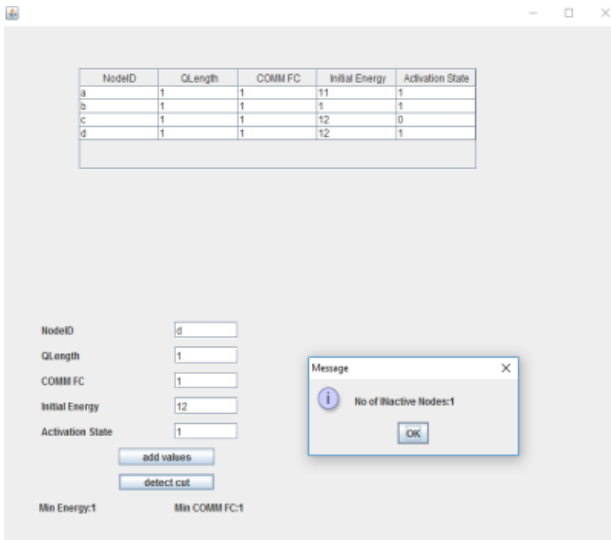 NodeID QLength COMM FC Initial Energy Activation State
a 1 1 11 1
b 1 1 1 1
c 1 1 12 0
d 1 1 12 1
NodeID d
QLength 1
COMM FC 1
Initial Energy 12
Activation State 1
add values
detect cut
Min Energy:1 Min COMM FC:1
Message
No of INactive Nodes:1
OK